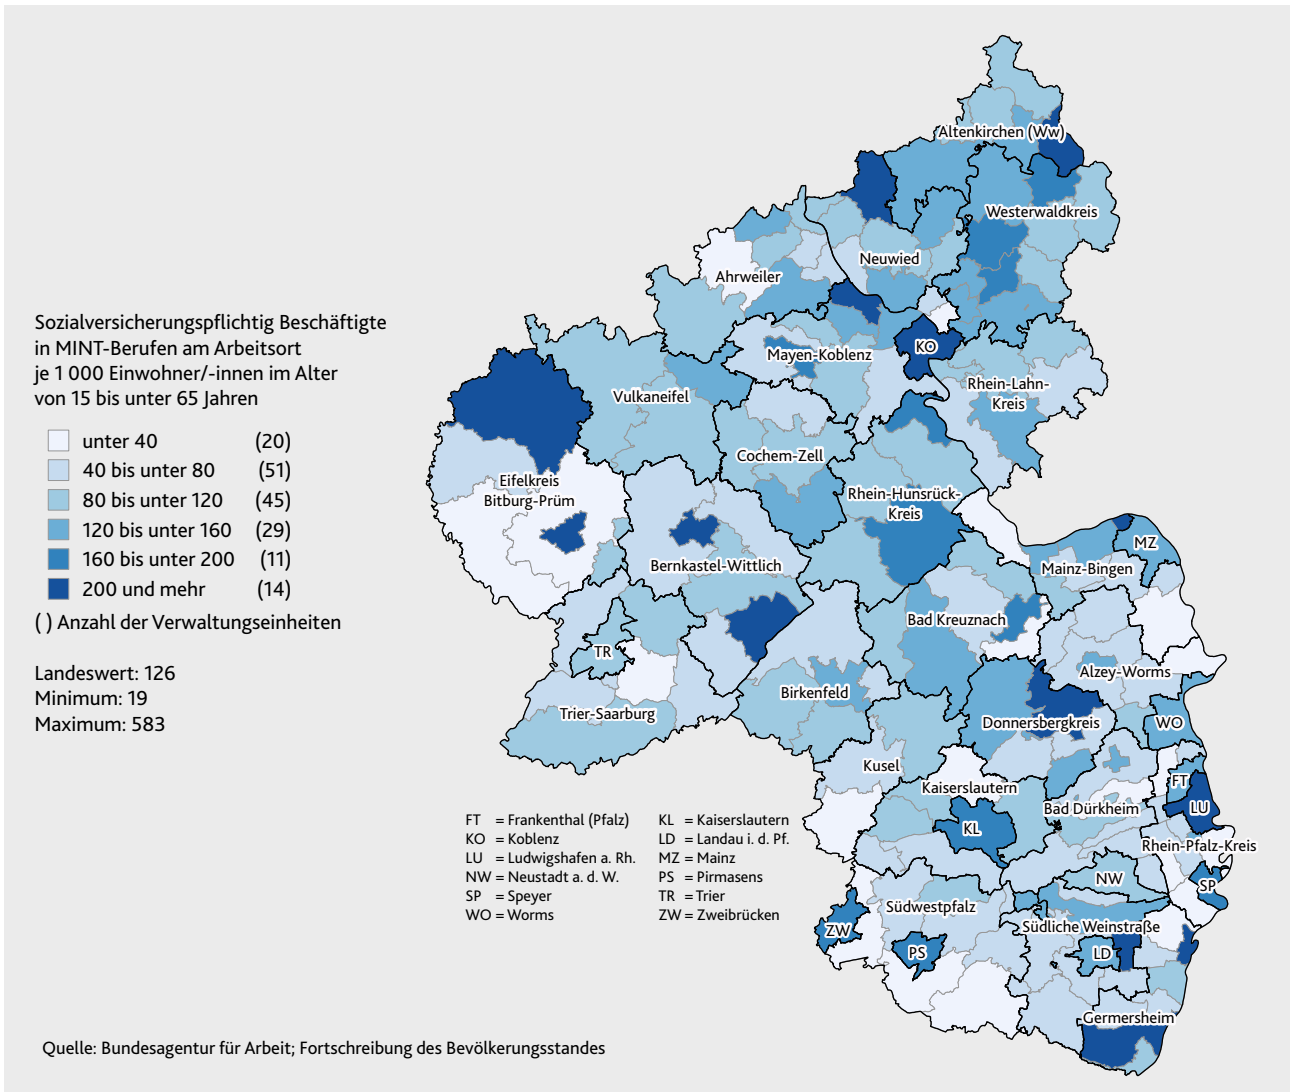 Altenkirchen (Ww)
Westerwaldkreis
Neuwied
Ahrweiler
Sozialversicherungspflichtig Beschäftigte
in MINT-Berufen am Arbeitsort
je 1 000 Einwohner/-innen im Alter
von 15 bis unter 65 Jahren
unter 40 (20)
40 bis unter 80 (51)
80 bis unter 120 (45)
120 bis unter 160 (29)
160 bis unter 200 (11)
200 und mehr (14)
( ) Anzahl der Verwaltungseinheiten
Landeswert: 126
Minimum: 19
Maximum: 583
KO
Mayen-Koblenz
Rhein-Lahn-
Kreis
Vulkaneifel
Cochem-Zell
Eifelkreis
Bitburg-Prüm
Rhein-Hunsrück-
Kreis
MZ
Mainz-Bingen
Bernkastel-Wittlich
Bad Kreuznach
TR
Alzey-Worms
Birkenfeld
Trier-Saarburg
Donnersbergkreis
WO
Kusel
FT
Kaiserslautern
Bad Dürkheim
LU
KL
Rhein-Pfalz-Kreis
NW
SP
Südwestpfalz
Südliche Weinstraße
ZW
PS
LD
Germersheim
FT = Frankenthal (Pfalz)
KO = Koblenz
LU = Ludwigshafen a. Rh.
NW = Neustadt a. d. W.
SP = Speyer
WO = Worms
KL = Kaiserslautern
LD = Landau i. d. Pf.
MZ = Mainz
PS = Pirmasens
TR = Trier
ZW = Zweibrücken
Quelle: Bundesagentur für Arbeit; Fortschreibung des Bevölkerungsstandes